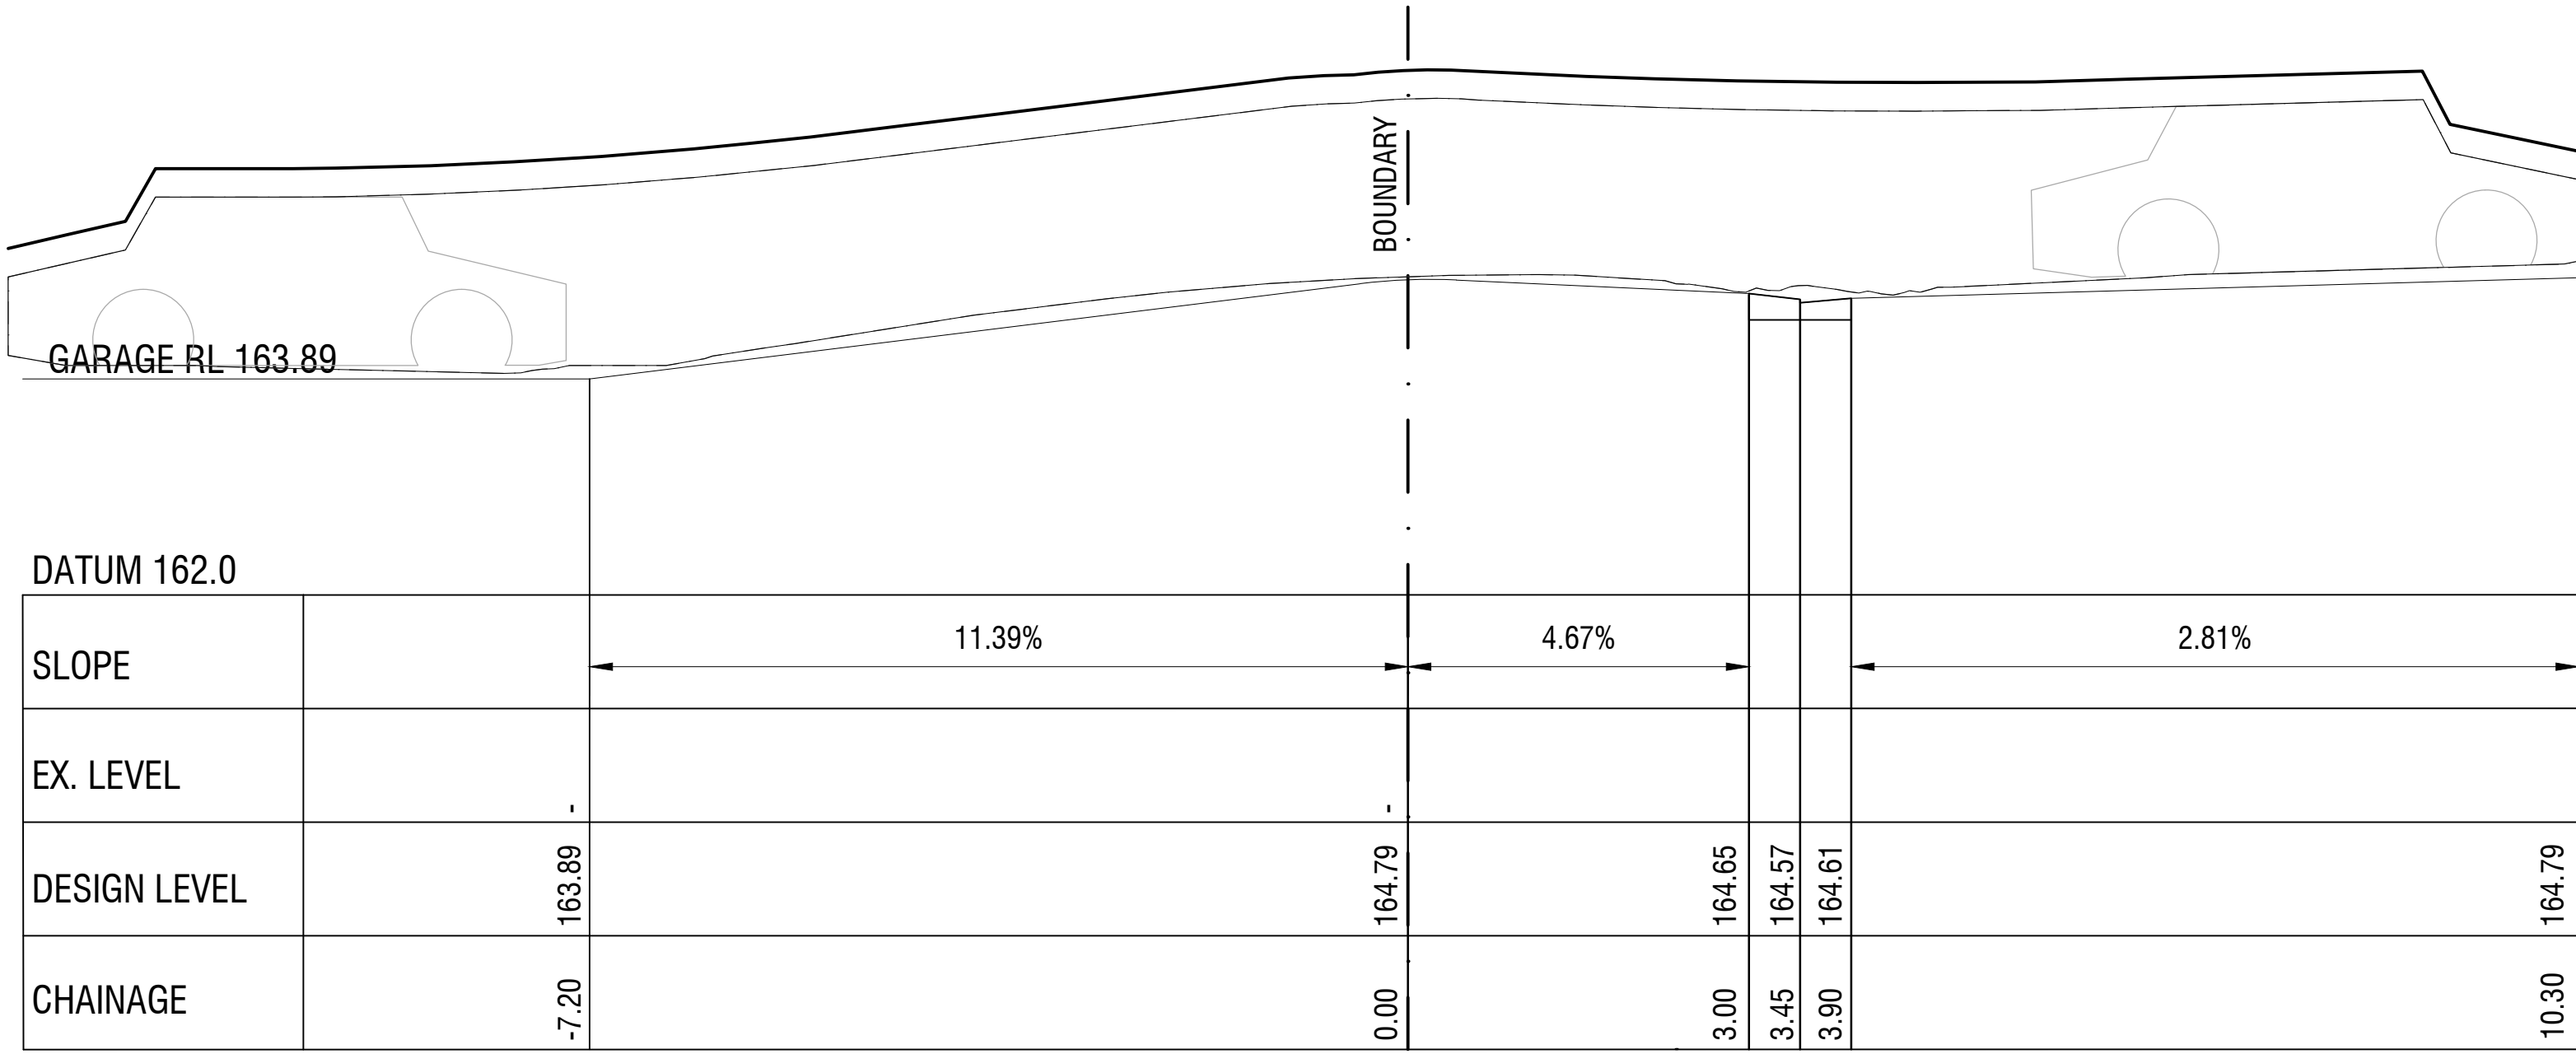 BOUNDARY
GARAGE RL 163.89
DATUM 162.0
SLOPE 11.39% 4.67% 2.81%
EX. LEVEL - -
DESIGN LEVEL 163.89 164.79 164.65 164.57 164.61 164.79
CHAINAGE -7.20 0.00 3.00 3.45 3.90 10.30